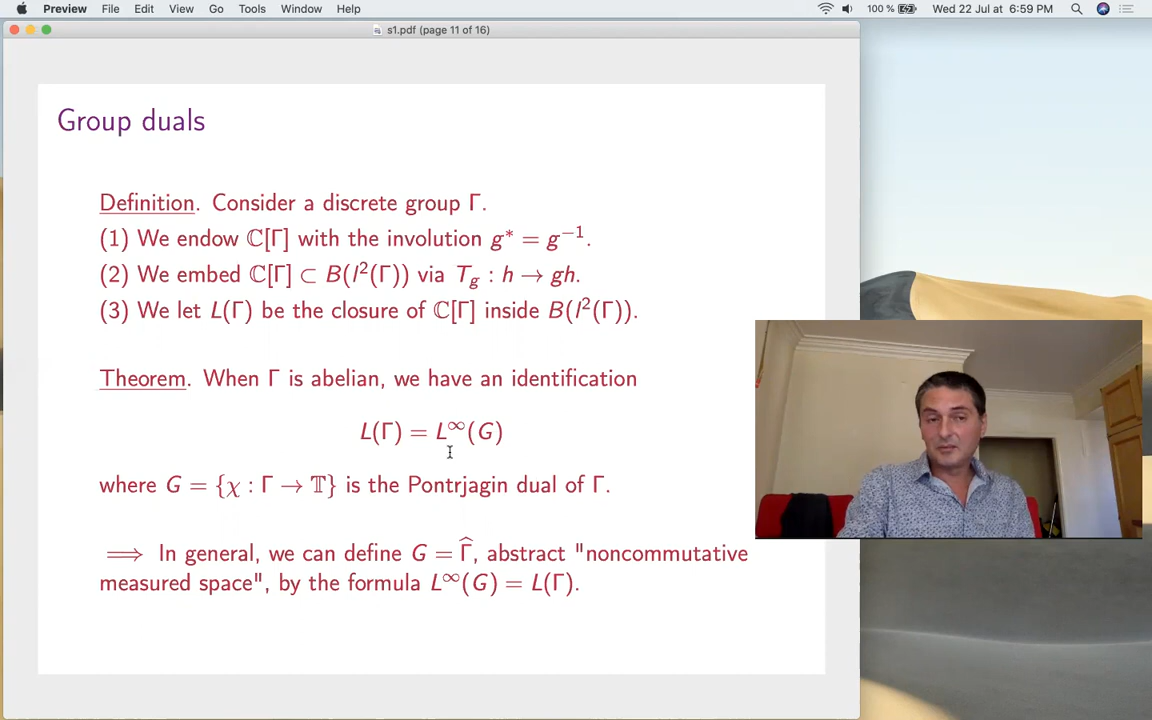 Preview File Edit View Go Tools Window Help 100 % Wed 22 Jul at 6:59 PM
s1.pdf (page 11 of 16)
Group duals
Definition. Consider a discrete group Γ.
(1) We endow ℂ[Γ] with the involution g* = g⁻¹.
(2) We embed ℂ[Γ] ⊂ B(l²(Γ)) via T_g : h → gh.
(3) We let L(Γ) be the closure of ℂ[Γ] inside B(l²(Γ)).
Theorem. When Γ is abelian, we have an identification
L(Γ) = L^∞(G)
where G = {χ : Γ → 𝕋} is the Pontrjagin dual of Γ.
⟹ In general, we can define G = Γ̂, abstract "noncommutative
measured space", by the formula L^∞(G) = L(Γ).